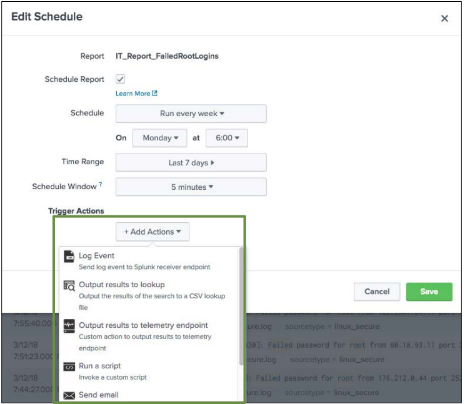 Edit Schedule ×
Report IT_Report_FailedRootLogins
Schedule Report
Learn More
Schedule Run every week
On Monday at 6:00
Time Range Last 7 days
Schedule Window ? 5 minutes
Trigger Actions
+ Add Actions
Log Event
Send log event to Splunk receiver endpoint
Output results to lookup
Output the results of the search to a CSV lookup
file
Output results to telemetry endpoint
Custom action to output results to telemetry
endpoint
Run a script
Invoke a custom script
Send email
Cancel Save
7:55:40.000 ure.log sourcetype = linux_secure
3/12/18 Failed password for root from 60.18.93.11 port
7:51:23.000 ure.log sourcetype = linux_secure
3/12/18 : Failed password for root from 178.212.0.44 port
7:44:27.000 ure.log sourcetype = linux_secure